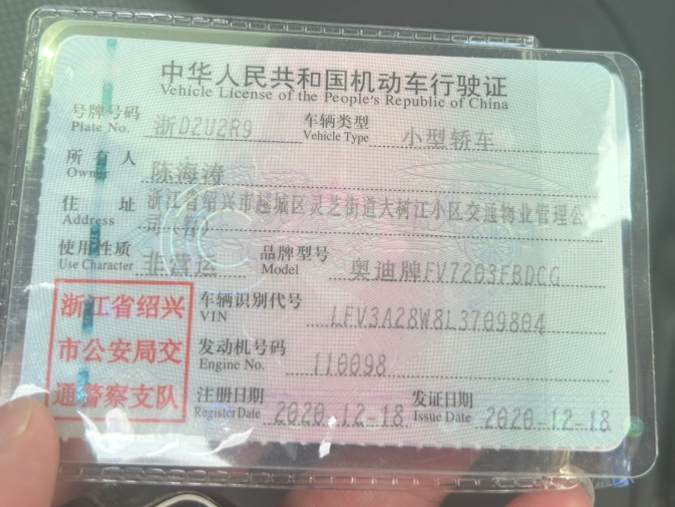 中华人民共和国机动车行驶证
Vehicle License of the People's Republic of China
号牌号码 浙D2U2R9 车辆类型 小型轿车
Plate No. Vehicle Type
所有人 陈海涛
Owner
住址 浙江省绍兴市越城区灵芝街道大树江小区交通物业管理公
Address 司(暂)
使用性质 非营运 品牌型号 奥迪牌FV7203FBDCG
Use Character Model
浙江省绍兴
市公安局交
通警察支队
车辆识别代号 LFV3A28W8L3709804
VIN
发动机号码 110098
Engine No.
注册日期 2020-12-18 发证日期 2020-12-18
Register Date Issue Date